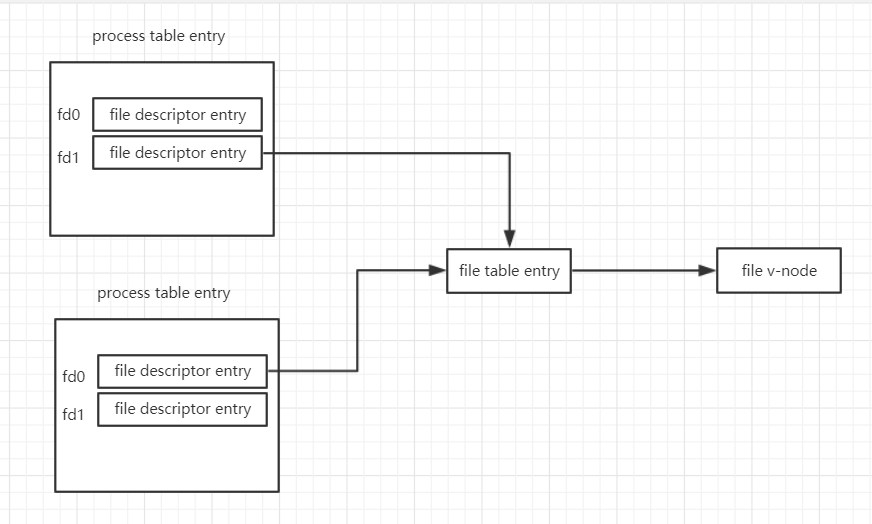 process table entry
fd0 file descriptor entry
fd1 file descriptor entry
file table entry
file v-node
process table entry
fd0 file descriptor entry
fd1 file descriptor entry